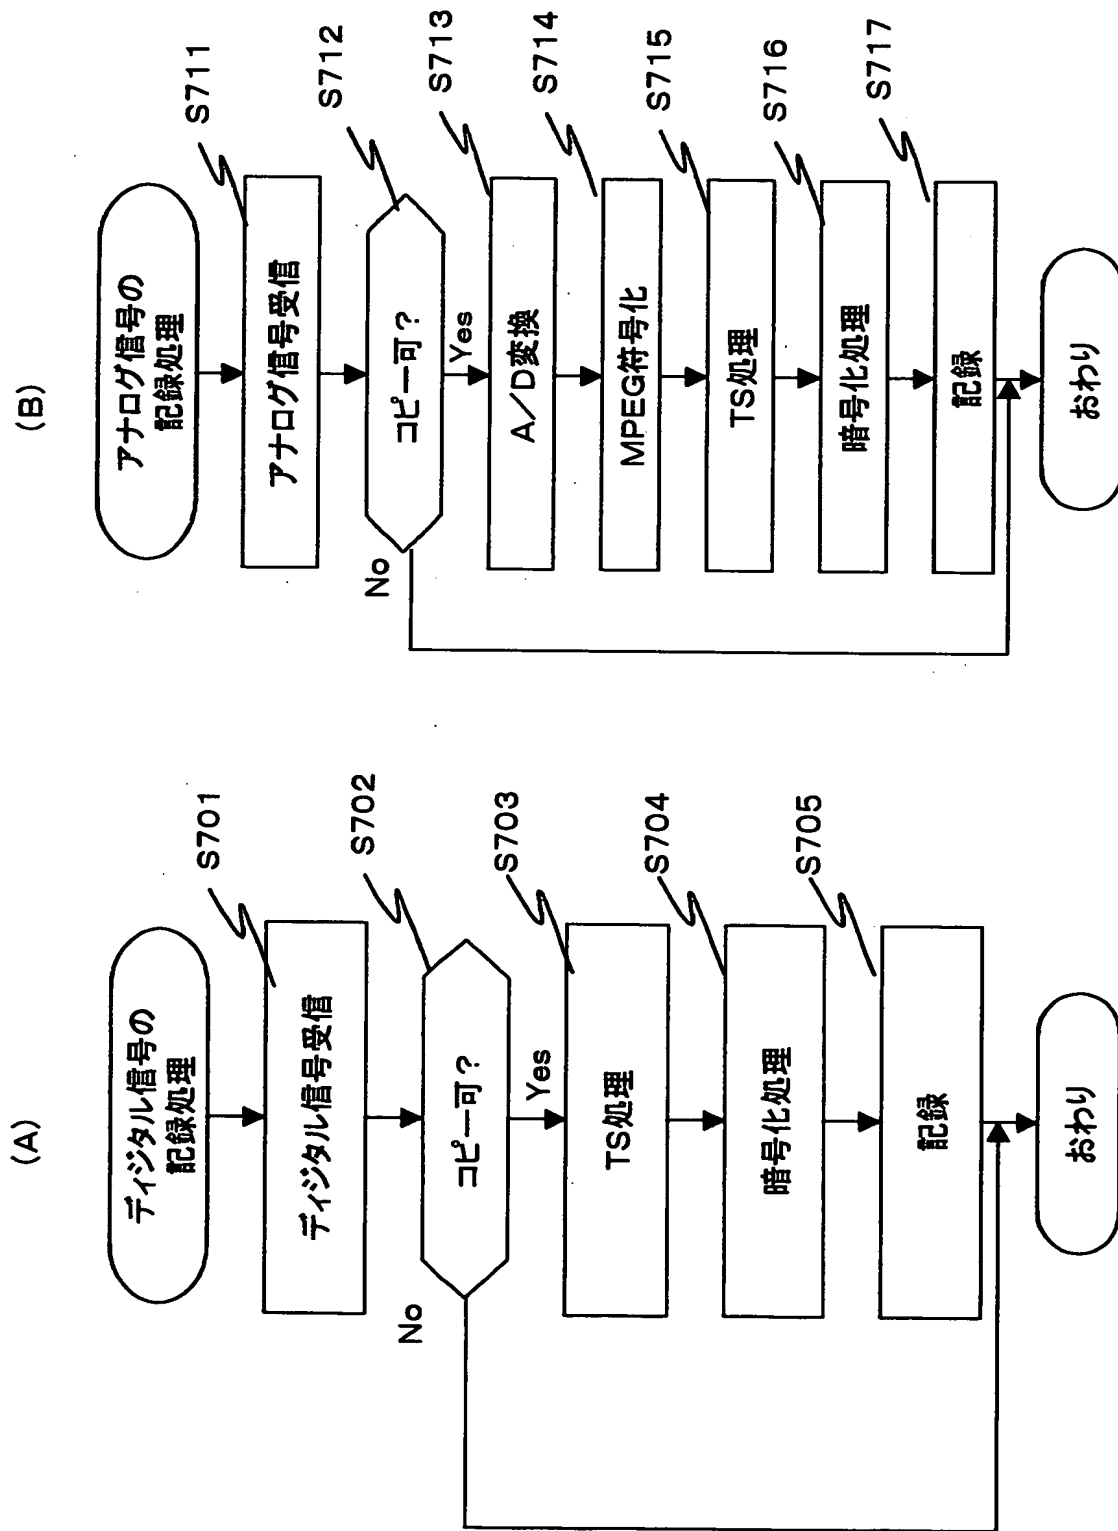 (A)
ディジタル信号の
記録処理
ディジタル信号受信
S701
コピー可?
S702
No
Yes
TS処理
S703
暗号化処理
S704
記録
S705
おわり
(B)
アナログ信号の
記録処理
アナログ信号受信
S711
コピー可?
S712
No
Yes
A/D変換
S713
MPEG符号化
S714
TS処理
S715
暗号化処理
S716
記録
S717
おわり